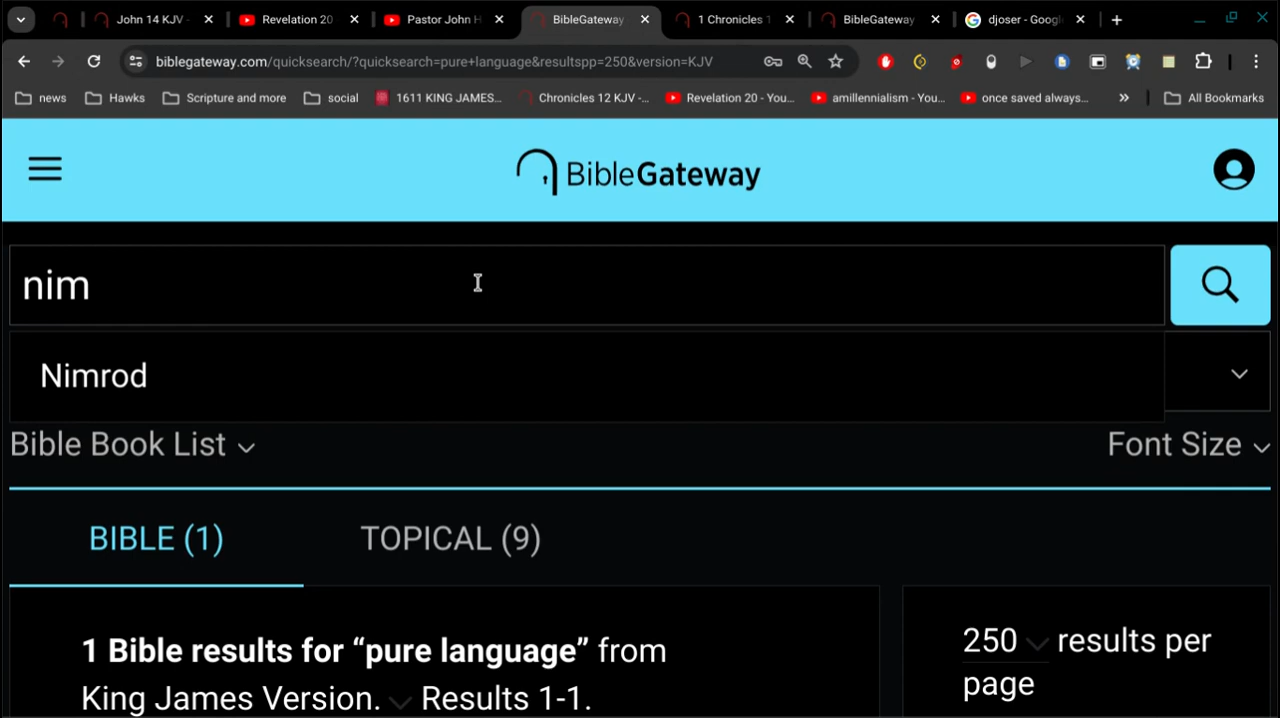 John 14 KJV -
Revelation 20
Pastor John H
BibleGateway
1 Chronicles 1
BibleGateway
djoser - Googl
biblegateway.com/quicksearch/?quicksearch=pure+language&resultspp=250&version=KJV
news
Hawks
Scripture and more
social
1611 KING JAMES...
Chronicles 12 KJV -...
Revelation 20 - You...
amillennialism - You...
once saved always...
All Bookmarks
BibleGateway
nim
Nimrod
Bible Book List
Font Size
BIBLE (1)
TOPICAL (9)
1 Bible results for “pure language” from
King James Version. Results 1-1.
250 results per
page